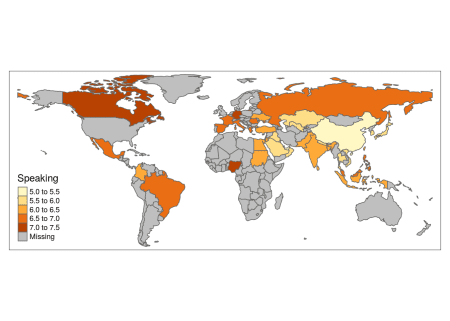 Speaking
5.0 to 5.5
5.5 to 6.0
6.0 to 6.5
6.5 to 7.0
7.0 to 7.5
Missing